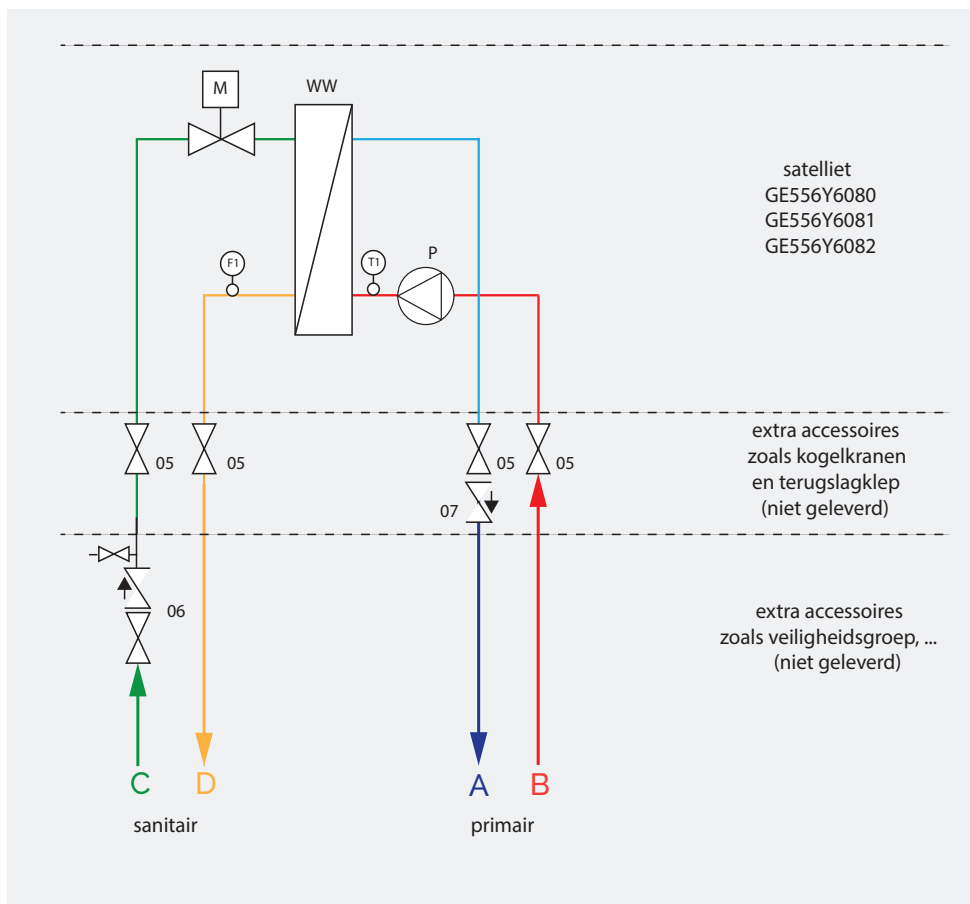 M
WW
satelliet
GE556Y6080
GE556Y6081
GE556Y6082
F1
T1
P
05
05
05
05
extra accessoires
zoals kogelkranen
en terugslagklep
(niet geleverd)
07
06
extra accessoires
zoals veiligheidsgroep, ...
(niet geleverd)
C
D
A
B
sanitair
primair